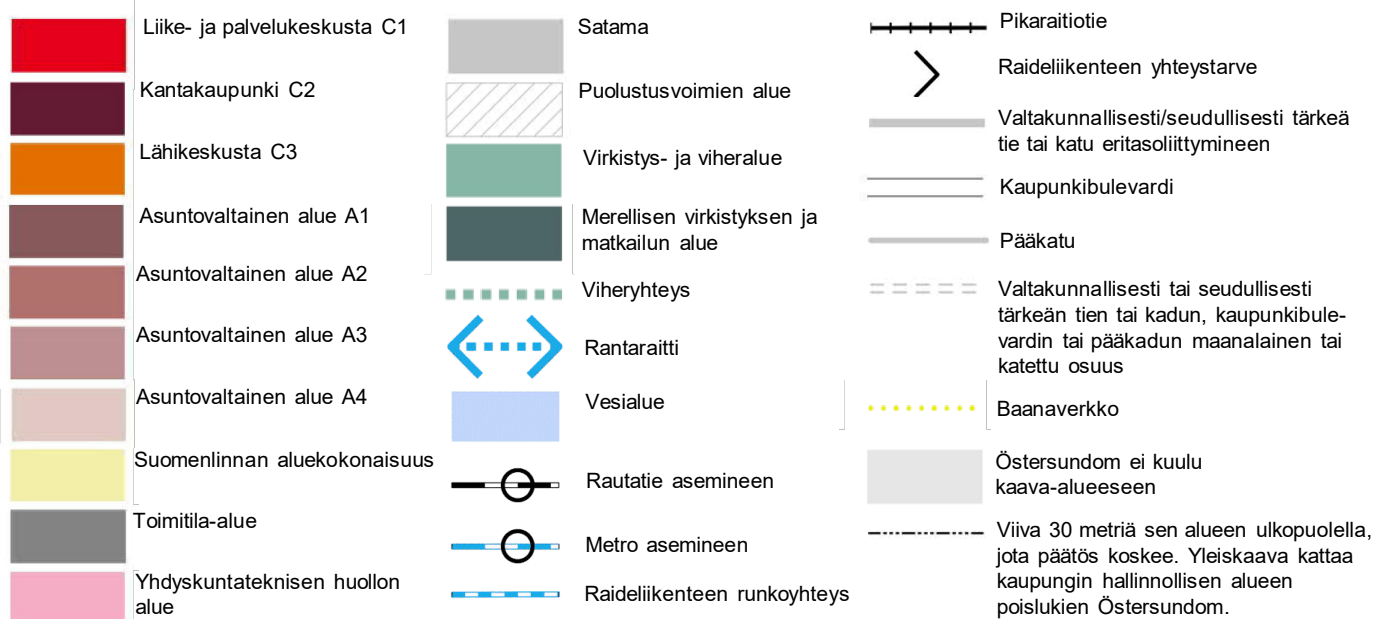 Liike- ja palvelukeskusta C1
Kantakaupunki C2
Lähikeskusta C3
Asuntovaltainen alue A1
Asuntovaltainen alue A2
Asuntovaltainen alue A3
Asuntovaltainen alue A4
Suomenlinnan aluekokonaisuus
Toimitila-alue
Yhdyskuntateknisen huollon
alue
Satama
Puolustusvoimien alue
Virkistys- ja viheralue
Merellisen virkistyksen ja
matkailun alue
Viheryhteys
Rantaraitti
Vesialue
Rautatie asemineen
Metro asemineen
Raideliikenteen runkoyhteys
Pikaraitiotie
Raideliikenteen yhteystarve
Valtakunnallisesti/seudullisesti tärkeä
tie tai katu eritasoliittymineen
Kaupunkibulevardi
Pääkatu
Valtakunnallisesti tai seudullisesti
tärkeän tien tai kadun, kaupunkibule-
vardin tai pääkadun maanalainen tai
katettu osuus
Baanaverkko
Östersundom ei kuulu
kaava-alueeseen
Viiva 30 metriä sen alueen ulkopuolella,
jota päätös koskee. Yleiskaava kattaa
kaupungin hallinnollisen alueen
poislukien Östersundom.